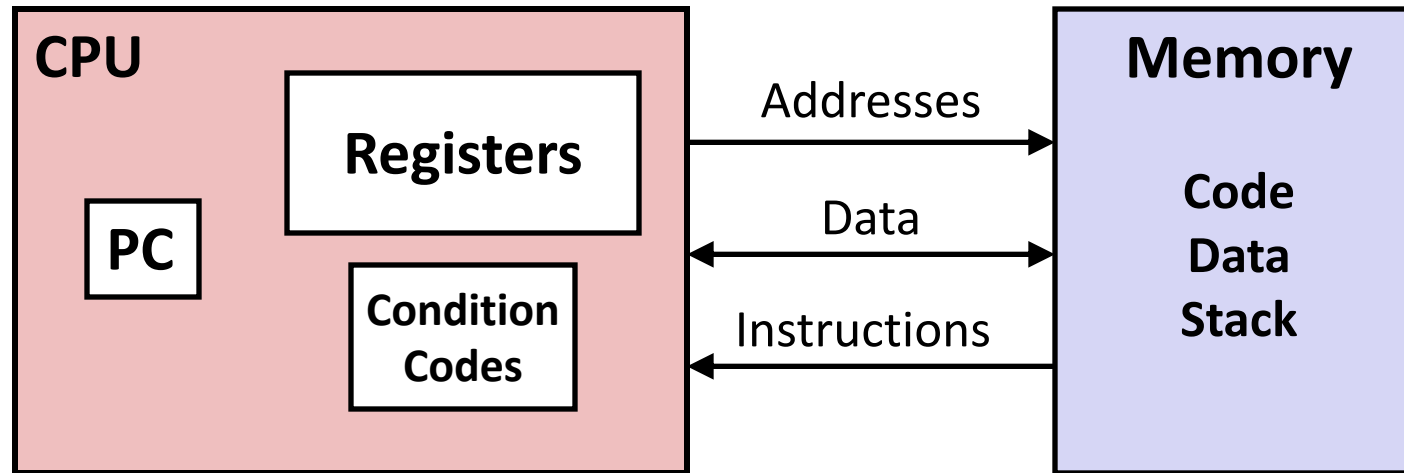 CPU
Registers
PC
Condition
Codes
Addresses
Data
Instructions
Memory
Code
Data
Stack